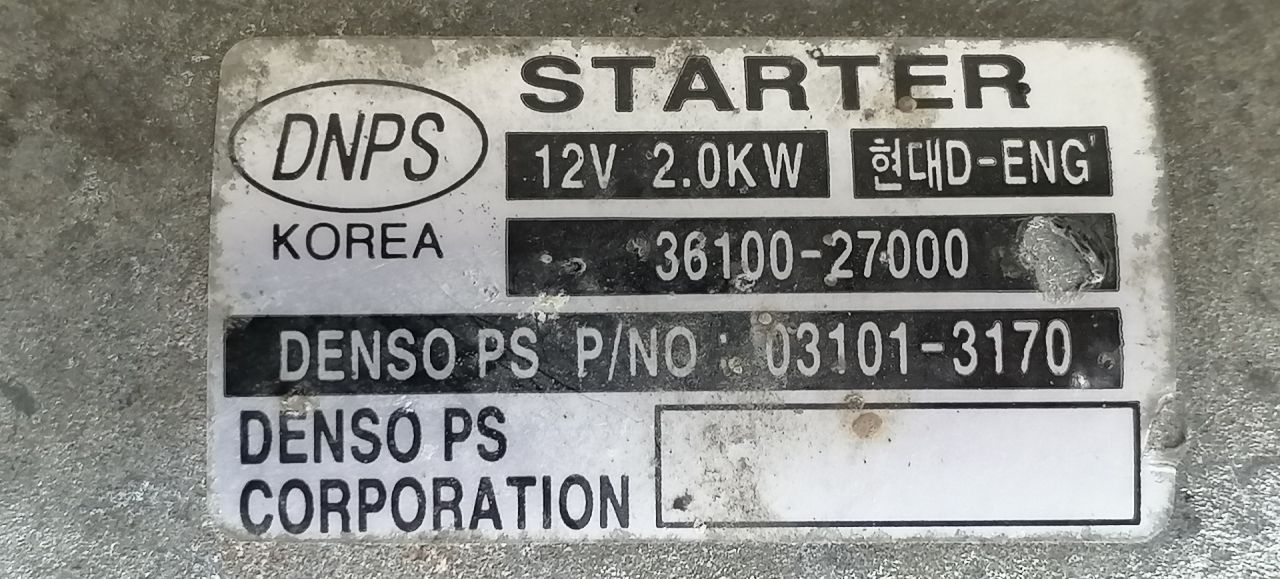 STARTER
DNPS
12V 2.0KW
현대D-ENG'
KOREA
36100-27000
DENSO PS P/NO : 03101-3170
DENSO PS
CORPORATION